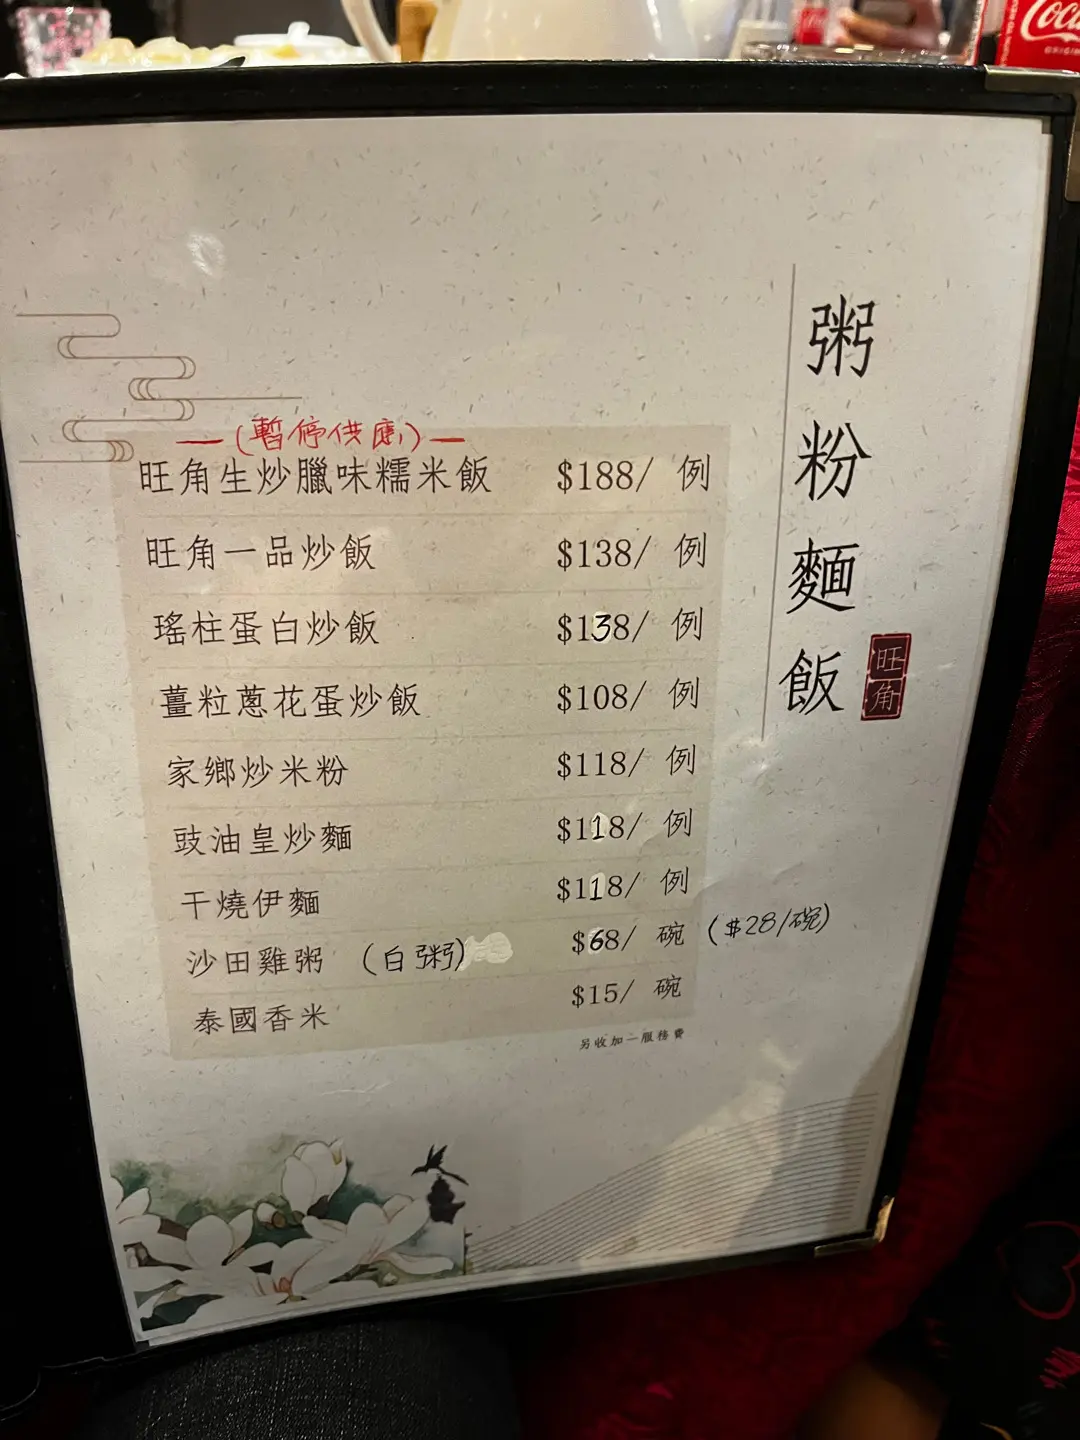 粥粉麵飯
旺角
—(暫停供應)—
旺角生炒臘味糯米飯 $188/ 例
旺角一品炒飯 $138/ 例
瑤柱蛋白炒飯 $138/ 例
薑粒蔥花蛋炒飯 $108/ 例
家鄉炒米粉 $118/ 例
豉油皇炒麵 $118/ 例
干燒伊麵 $118/ 例
沙田雞粥 (白粥) $68/ 碗 ($28/碗)
泰國香米 $15/ 碗
另收加一服務費